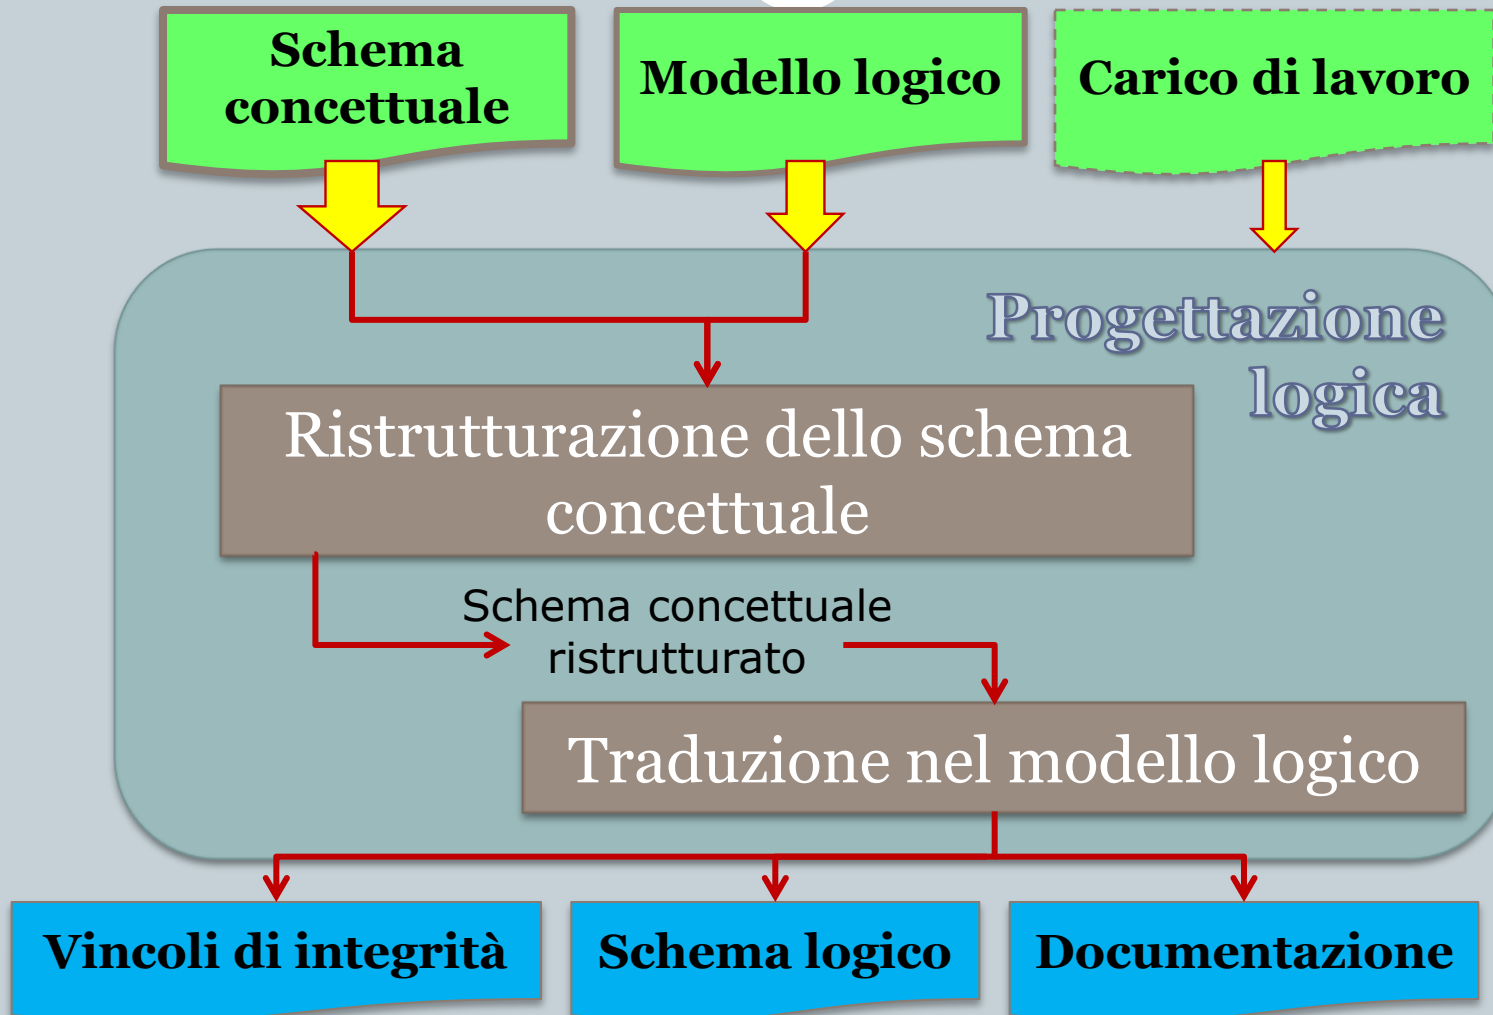 Schema
concettuale
Modello logico
Carico di lavoro
Progettazione
logica
Ristrutturazione dello schema
concettuale
Schema concettuale
ristrutturato
Traduzione nel modello logico
Vincoli di integrità
Schema logico
Documentazione